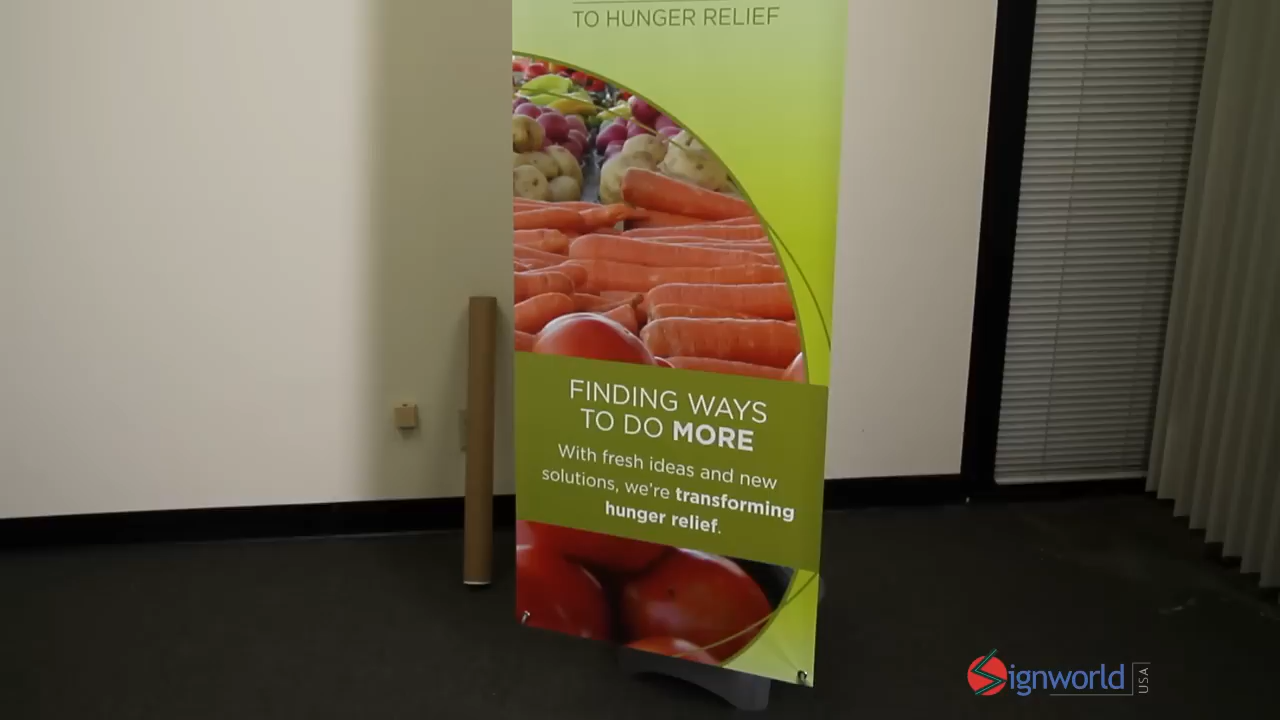 TO HUNGER RELIEF
FINDING WAYS
TO DO MORE
With fresh ideas and new
solutions, we're transforming
hunger relief.
Signworld USA